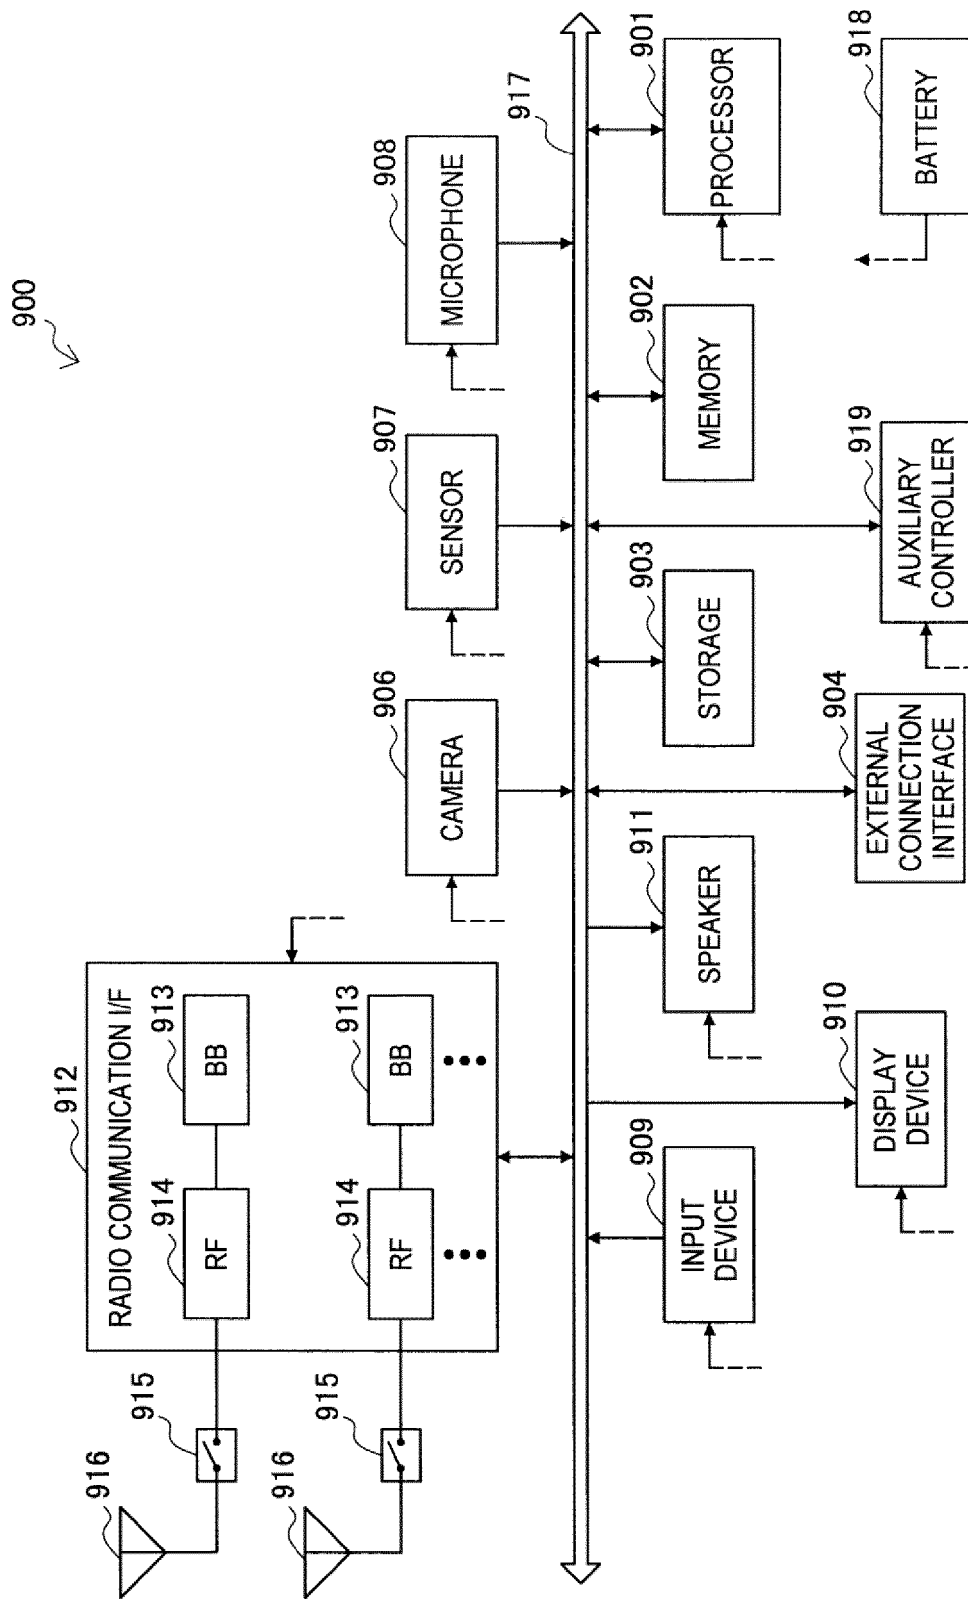 900
912
RADIO COMMUNICATION I/F
916
915
914
RF
913
BB
916
915
914
RF
913
BB
906
CAMERA
907
SENSOR
908
MICROPHONE
917
909
INPUT
DEVICE
911
SPEAKER
903
STORAGE
902
MEMORY
901
PROCESSOR
910
DISPLAY
DEVICE
904
EXTERNAL
CONNECTION
INTERFACE
919
AUXILIARY
CONTROLLER
918
BATTERY